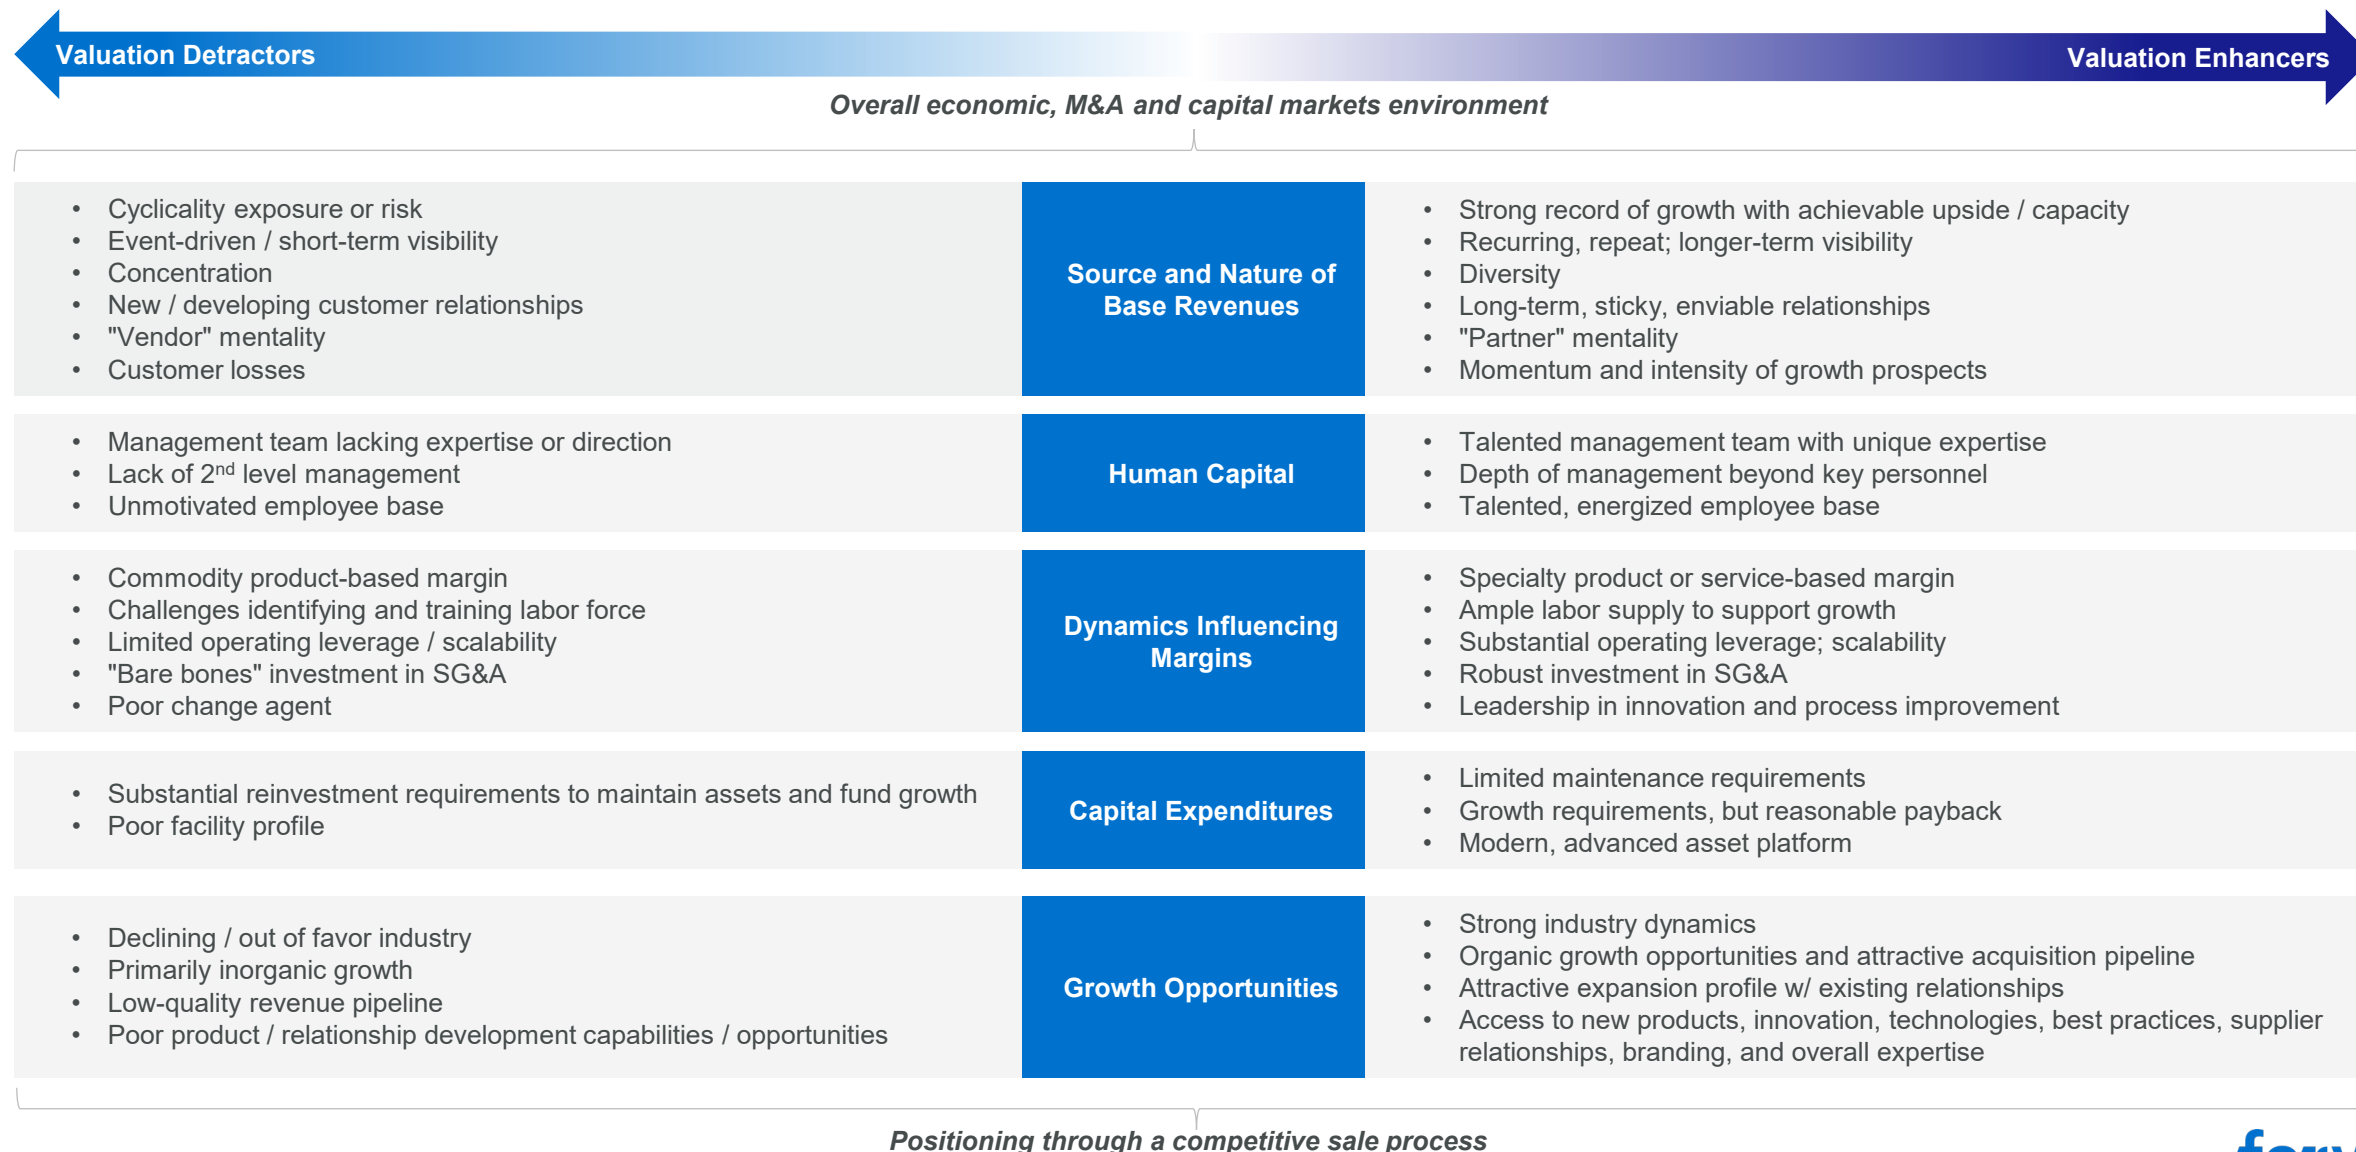 Valuation Detractors
Valuation Enhancers
Overall economic, M&A and capital markets environment
• Cyclicality exposure or risk
• Event-driven / short-term visibility
• Concentration
• New / developing customer relationships
• "Vendor" mentality
• Customer losses
Source and Nature of
Base Revenues
• Strong record of growth with achievable upside / capacity
• Recurring, repeat; longer-term visibility
• Diversity
• Long-term, sticky, enviable relationships
• "Partner" mentality
• Momentum and intensity of growth prospects
• Management team lacking expertise or direction
• Lack of 2nd level management
• Unmotivated employee base
Human Capital
• Talented management team with unique expertise
• Depth of management beyond key personnel
• Talented, energized employee base
• Commodity product-based margin
• Challenges identifying and training labor force
• Limited operating leverage / scalability
• "Bare bones" investment in SG&A
• Poor change agent
Dynamics Influencing
Margins
• Specialty product or service-based margin
• Ample labor supply to support growth
• Substantial operating leverage; scalability
• Robust investment in SG&A
• Leadership in innovation and process improvement
• Substantial reinvestment requirements to maintain assets and fund growth
• Poor facility profile
Capital Expenditures
• Limited maintenance requirements
• Growth requirements, but reasonable payback
• Modern, advanced asset platform
• Declining / out of favor industry
• Primarily inorganic growth
• Low-quality revenue pipeline
• Poor product / relationship development capabilities / opportunities
Growth Opportunities
• Strong industry dynamics
• Organic growth opportunities and attractive acquisition pipeline
• Attractive expansion profile w/ existing relationships
• Access to new products, innovation, technologies, best practices, supplier
relationships, branding, and overall expertise
Positioning through a competitive sale process